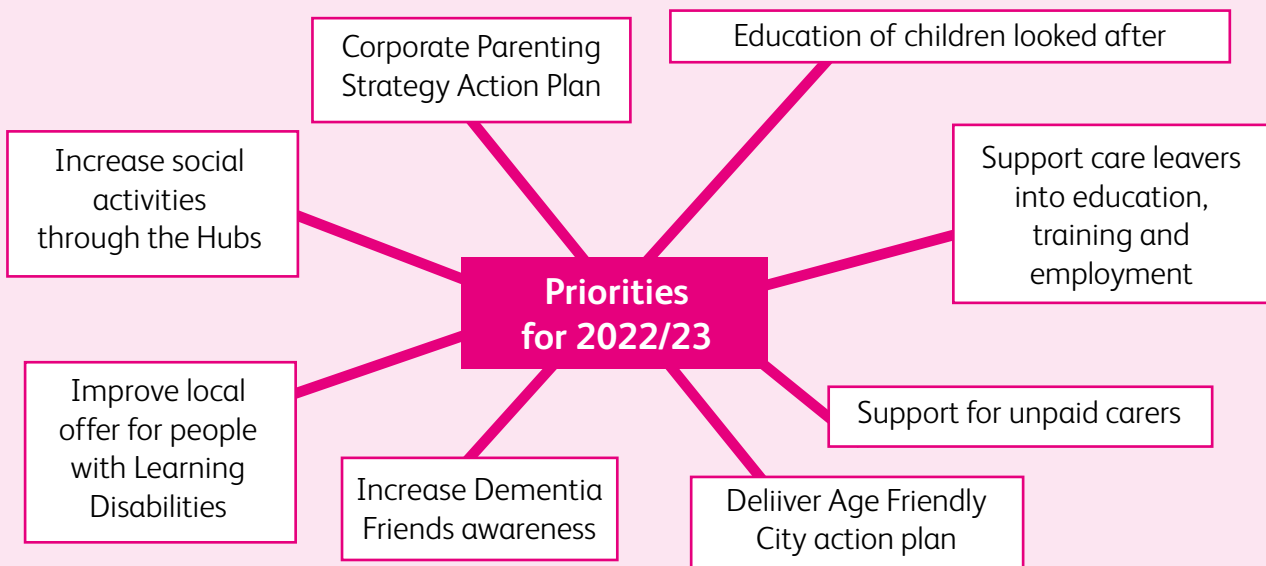 Corporate Parenting
Strategy Action Plan
Education of children looked after
Increase social
activities
through the Hubs
Support care leavers
into education,
training and
employment
Priorities
for 2022/23
Improve local
offer for people
with Learning
Disabilities
Support for unpaid carers
Increase Dementia
Friends awareness
Deliiver Age Friendly
City action plan